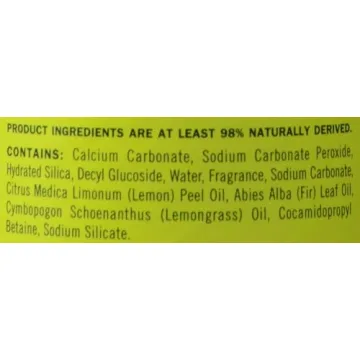 PRODUCT INGREDIENTS ARE AT LEAST 98% NATURALLY DERIVED.
CONTAINS: Calcium Carbonate, Sodium Carbonate Peroxide,
Hydrated Silica, Decyl Glucoside, Water, Fragrance, Sodium Carbonate,
Citrus Medica Limonum (Lemon) Peel Oil, Abies Alba (Fir) Leaf Oil,
Cymbopogon Schoenanthus (Lemongrass) Oil, Cocamidopropyl
Betaine, Sodium Silicate.